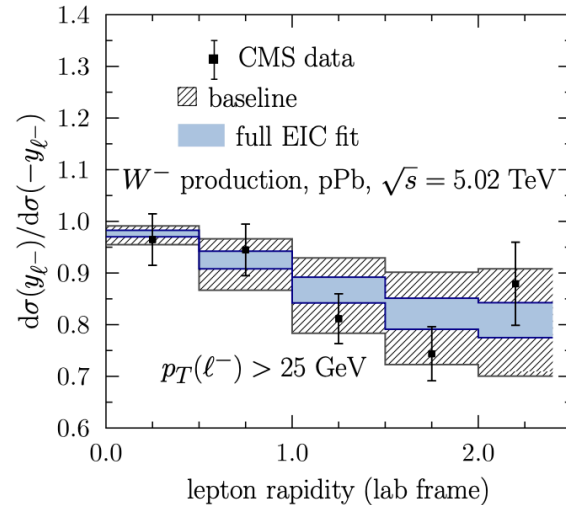 1.4
1.3
1.2
1.1
1.0
0.9
0.8
0.7
0.6
dσ(y_{ℓ⁻})/dσ(−y_{ℓ⁻})
CMS data
baseline
full EIC fit
W⁻ production, pPb, √s = 5.02 TeV
p_T(ℓ⁻) > 25 GeV
0.0 1.0 2.0
lepton rapidity (lab frame)